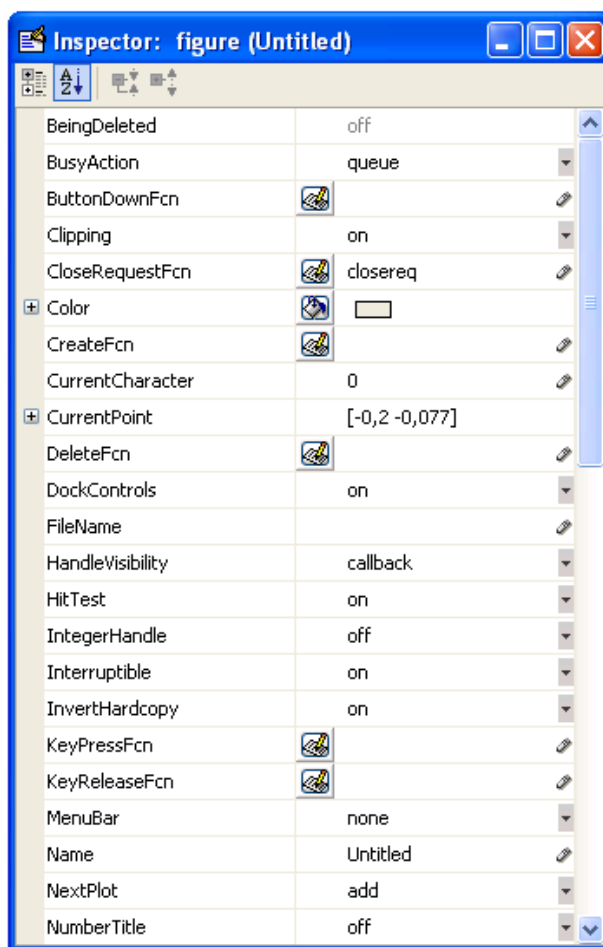 Inspector: figure (Untitled)
BeingDeleted off
BusyAction queue
ButtonDownFcn
Clipping on
CloseRequestFcn closereq
Color
CreateFcn
CurrentCharacter 0
CurrentPoint [-0,2 -0,077]
DeleteFcn
DockControls on
FileName
HandleVisibility callback
HitTest on
IntegerHandle off
Interruptible on
InvertHardcopy on
KeyPressFcn
KeyReleaseFcn
MenuBar none
Name Untitled
NextPlot add
NumberTitle off